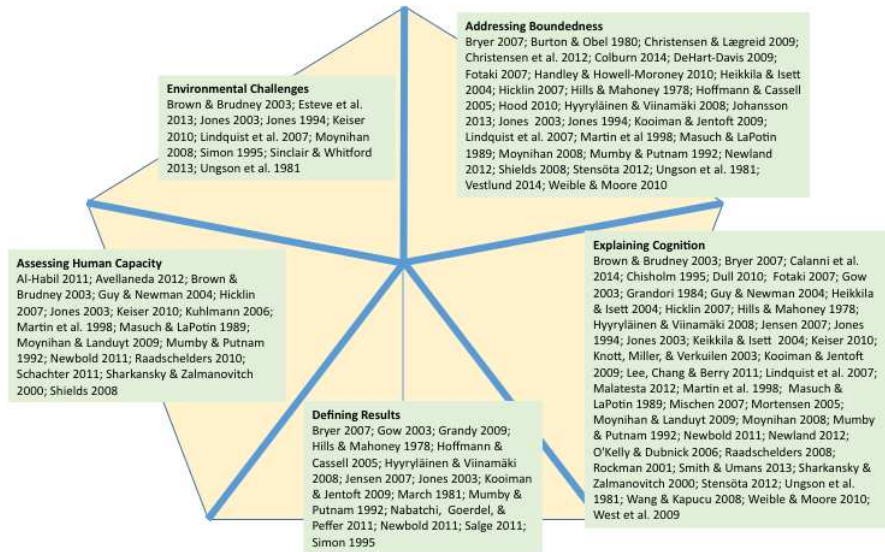 Environmental Challenges
Brown & Brudney 2003; Esteve et al.
2013; Jones 2003; Jones 1994; Keiser
2010; Lindquist et al. 2007; Moynihan
2008; Simon 1995; Sinclair & Whitford
2013; Ungson et al. 1981
Addressing Boundedness
Bryer 2007; Burton & Obel 1980; Christensen & Lægreid 2009;
Christensen et al. 2012; Colburn 2014; DeHart-Davis 2009;
Fotaki 2007; Handley & Howell-Moroney 2010; Heikkila & Isett
2004; Hicklin 2007; Hills & Mahoney 1978; Hoffmann & Cassell
2005; Hood 2010; Hyyryläinen & Viinamäki 2008; Johansson
2013; Jones  2003; Jones 1994; Kooiman & Jentoft 2009;
Lindquist et al. 2007; Martin et al 1998; Masuch & LaPotin
1989; Moynihan 2008; Mumby & Putnam 1992; Newland
2012; Shields 2008; Stensöta 2012; Ungson et al. 1981;
Vestlund 2014; Weible & Moore 2010
Assessing Human Capacity
Al-Habil 2011; Avellaneda 2012; Brown
& Brudney 2003; Guy & Newman 2004; Hicklin
2007; Jones 2003; Keiser 2010; Kuhlmann 2006;
Martin et al. 1998; Masuch & LaPotin 1989;
Moynihan & Landuyt 2009; Mumby & Putnam
1992; Newbold 2011; Raadschelders 2010;
Schachter 2011; Sharkansky & Zalmanovitch
2000; Shields 2008
Explaining Cognition
Brown & Brudney 2003; Bryer 2007; Calanni et al.
2014; Chisholm 1995; Dull 2010;  Fotaki 2007; Gow
2003; Grandori 1984; Guy & Newman 2004; Heikkila
& Isett 2004; Hicklin 2007; Hills & Mahoney 1978;
Hyyryläinen & Viinamäki 2008; Jensen 2007; Jones
1994; Jones 2003; Keikkila & Isett  2004; Keiser 2010;
Knott, Miller, & Verkuilen 2003; Kooiman & Jentoft
2009; Lee, Chang & Berry 2011; Lindquist et al. 2007;
Malatesta 2012; Martin et al. 1998;  Masuch &
LaPotin 1989; Mischen 2007; Mortensen 2005;
Moynihan & Landuyt 2009; Moynihan 2008; Mumby
& Putnam 1992; Newbold 2011; Newland 2012;
O'Kelly & Dubnick 2006; Raadschelders 2008;
Rockman 2001; Smith & Umans 2013; Sharkansky &
Zalmanovitch 2000; Stensöta 2012; Ungson et al.
1981; Wang & Kapucu 2008; Weible & Moore 2010;
West et al. 2009
Defining Results
Bryer 2007; Gow 2003; Grandy 2009;
Hills & Mahoney 1978; Hoffmann &
Cassell 2005; Hyyryläinen & Viinamäki
2008; Jensen 2007; Jones 2003; Kooiman
& Jentoft 2009; March 1981; Mumby &
Putnam 1992; Nabatchi, Goerdel, &
Peffer 2011; Newbold 2011; Salge 2011;
Simon 1995